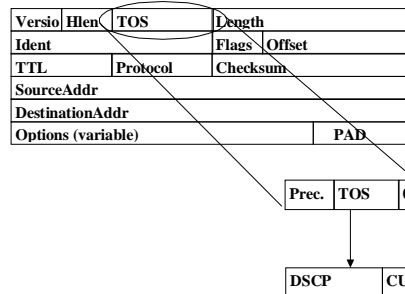 Versio Hlen TOS Length
Ident Flags Offset
TTL Protocol Checksum
SourceAddr
DestinationAddr
Options (variable) PAD
Prec. TOS
DSCP CU